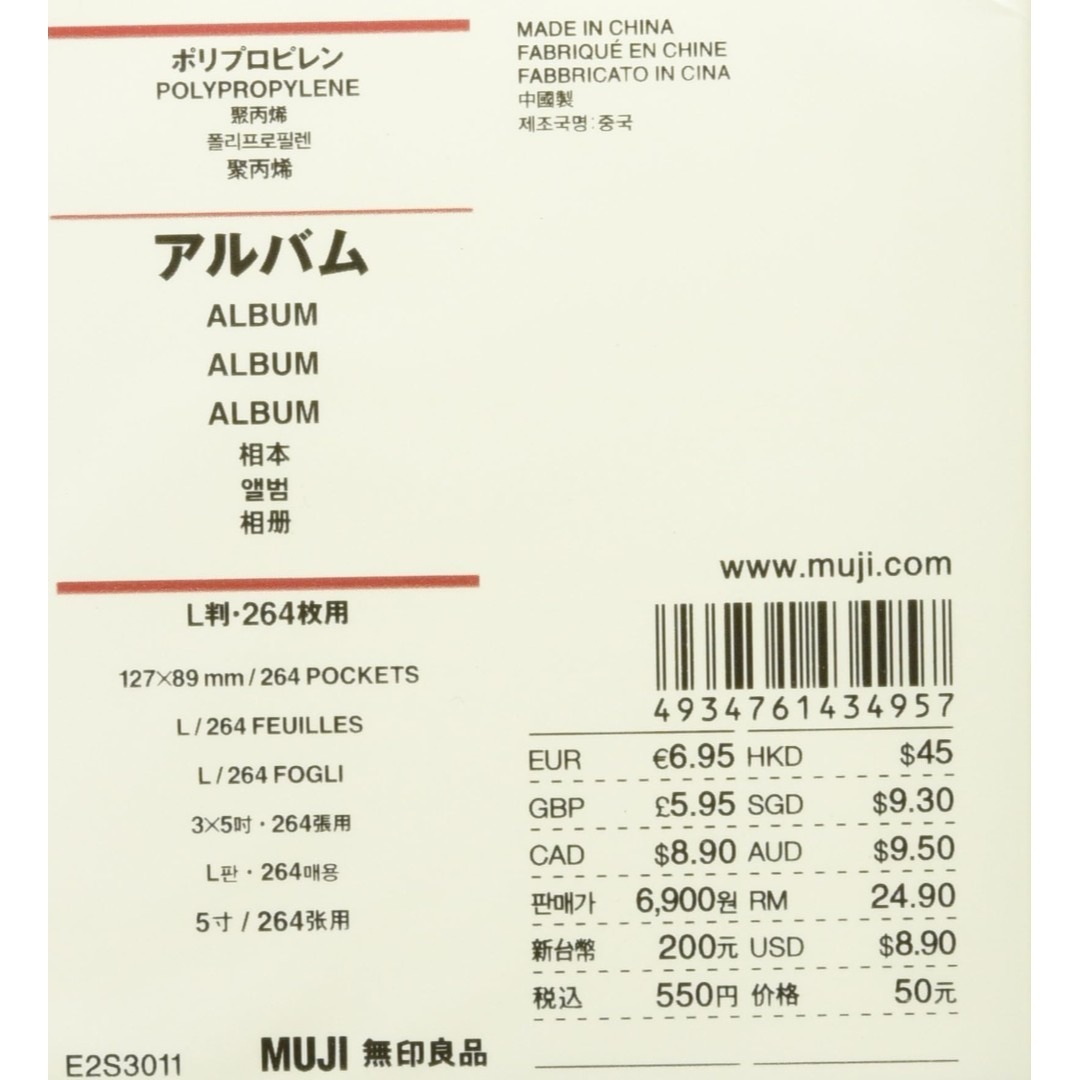 ポリプロピレン
POLYPROPYLENE
聚丙烯
폴리프로필렌
聚丙烯
アルバム
ALBUM
ALBUM
ALBUM
相本
앨범
相册
L判・264枚用
127×89 mm / 264 POCKETS
L / 264 FEUILLES
L / 264 FOGLI
3×5吋・264張用
L판・264매용
5寸 / 264张用
E2S3011
MUJI 無印良品
MADE IN CHINA
FABRIQUÉ EN CHINE
FABBRICATO IN CINA
中國製
제조국명:중국
www.muji.com
4934761434957
EUR €6.95 HKD $45
GBP £5.95 SGD $9.30
CAD $8.90 AUD $9.50
판매가 6,900원 RM 24.90
新台幣 200元 USD $8.90
税込 550円 价格 50元